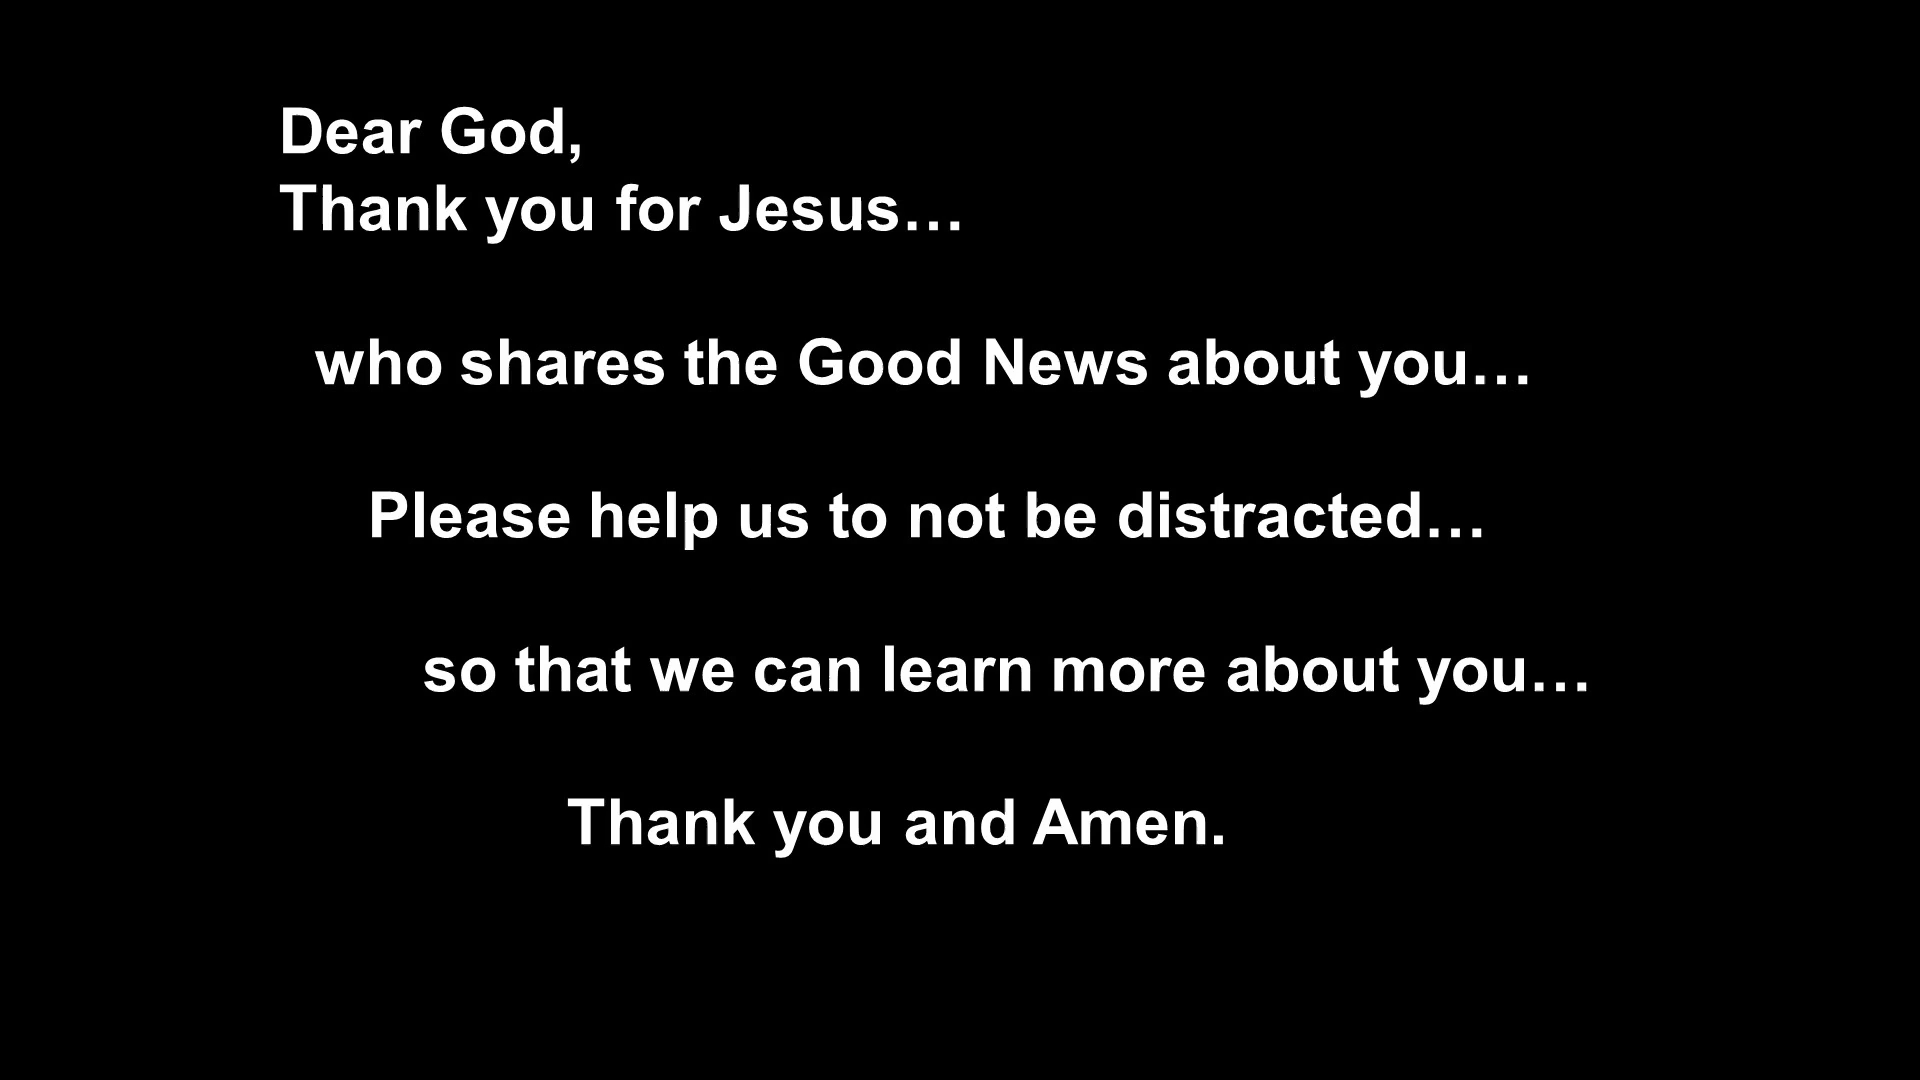 Dear God,
Thank you for Jesus…
who shares the Good News about you…
Please help us to not be distracted…
so that we can learn more about you…
Thank you and Amen.